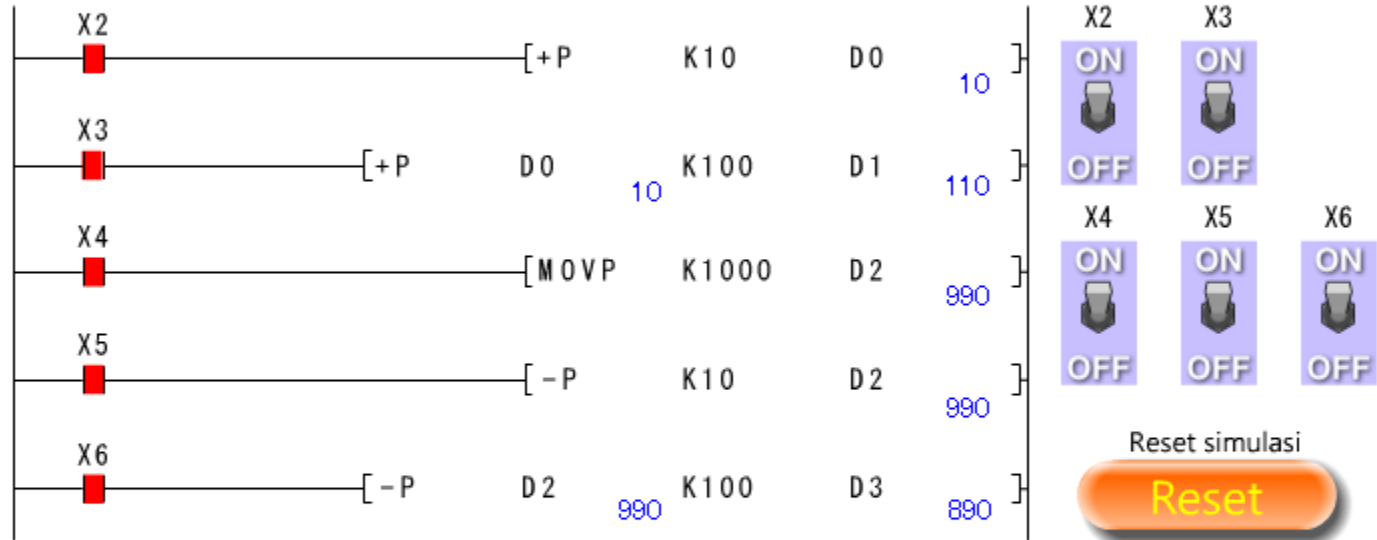 X2
[+P K10 D0 ]
10
X3
[+P D0 K100 D1 ]
10 110
X4
[MOVP K1000 D2 ]
990
X5
[-P K10 D2 ]
990
X6
[-P D2 K100 D3 ]
990 890
X2 X3
ON ON
OFF OFF
X4 X5 X6
ON ON ON
OFF OFF OFF
Reset simulasi
Reset